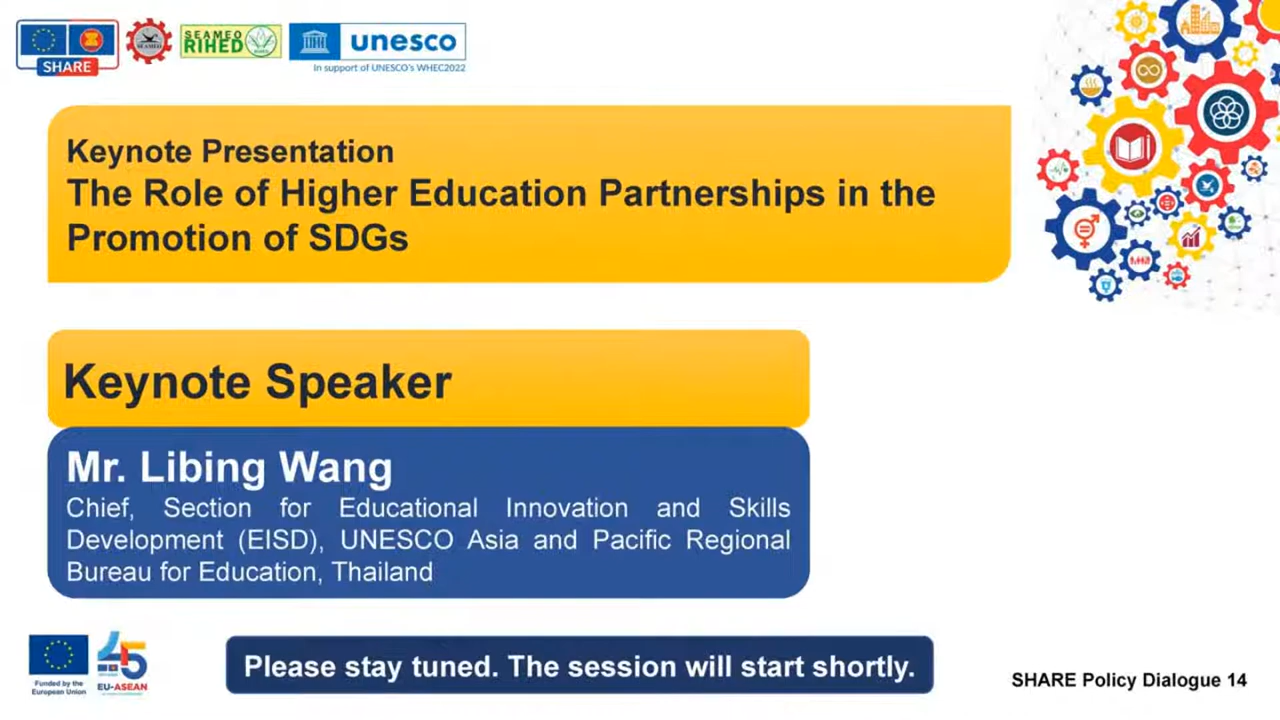 SHARE
SEAMEO
SEAMEO
RIHED
unesco
In support of UNESCO's WHEC2022
Keynote Presentation
The Role of Higher Education Partnerships in the
Promotion of SDGs
Keynote Speaker
Mr. Libing Wang
Chief, Section for Educational Innovation and Skills
Development (EISD), UNESCO Asia and Pacific Regional
Bureau for Education, Thailand
Funded by the
European Union
45
EU-ASEAN
Please stay tuned. The session will start shortly.
SHARE Policy Dialogue 14